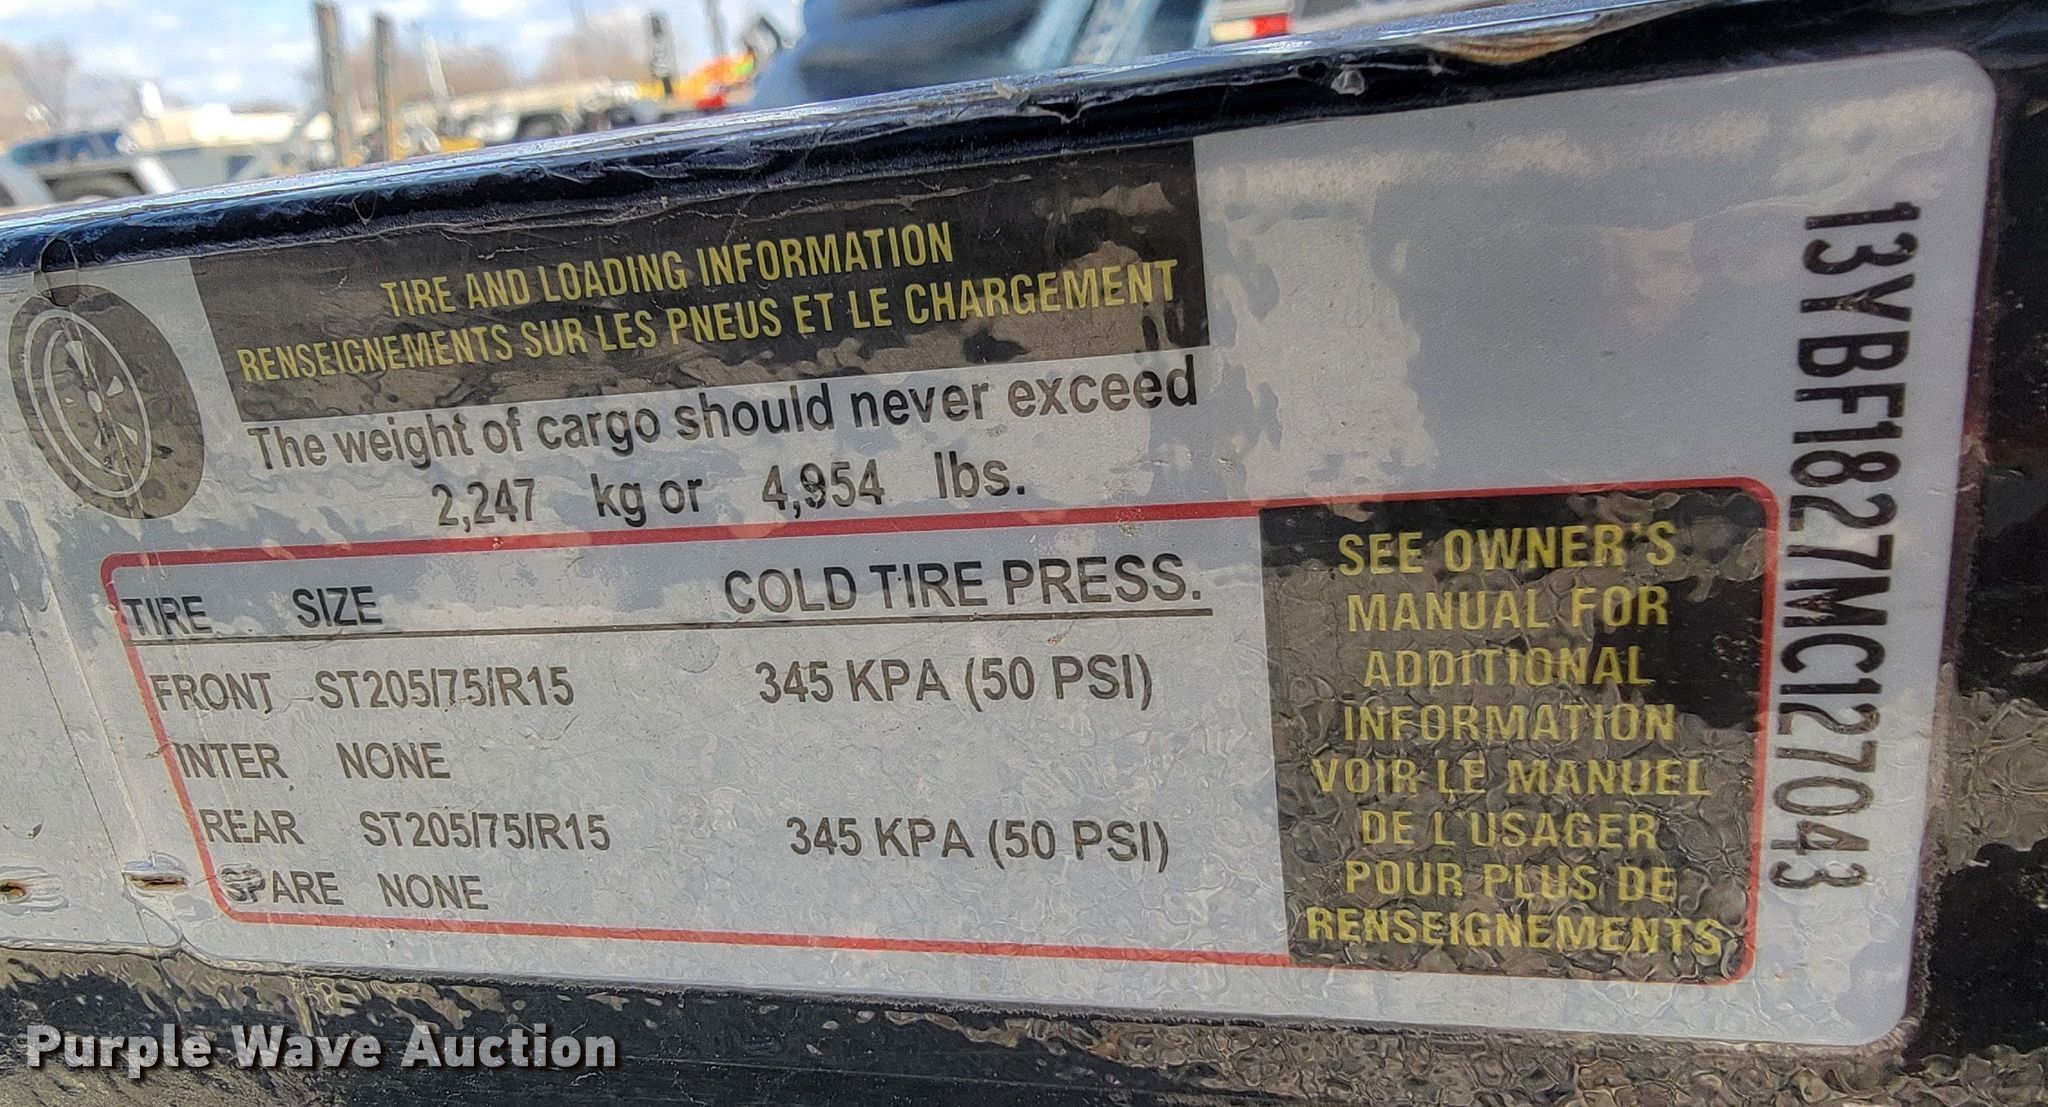 TIRE AND LOADING INFORMATION
RENSEIGNEMENTS SUR LES PNEUS ET LE CHARGEMENT
The weight of cargo should never exceed
2,247 kg or 4,954 lbs.
TIRE SIZE COLD TIRE PRESS.
FRONT ST205/75/R15 345 KPA (50 PSI)
INTER NONE
REAR ST205/75/R15 345 KPA (50 PSI)
SPARE NONE
SEE OWNER'S
MANUAL FOR
ADDITIONAL
INFORMATION
VOIR LE MANUEL
DE L'USAGER
POUR PLUS DE
RENSEIGNEMENTS
13YBF1827MC127043
Purple Wave Auction